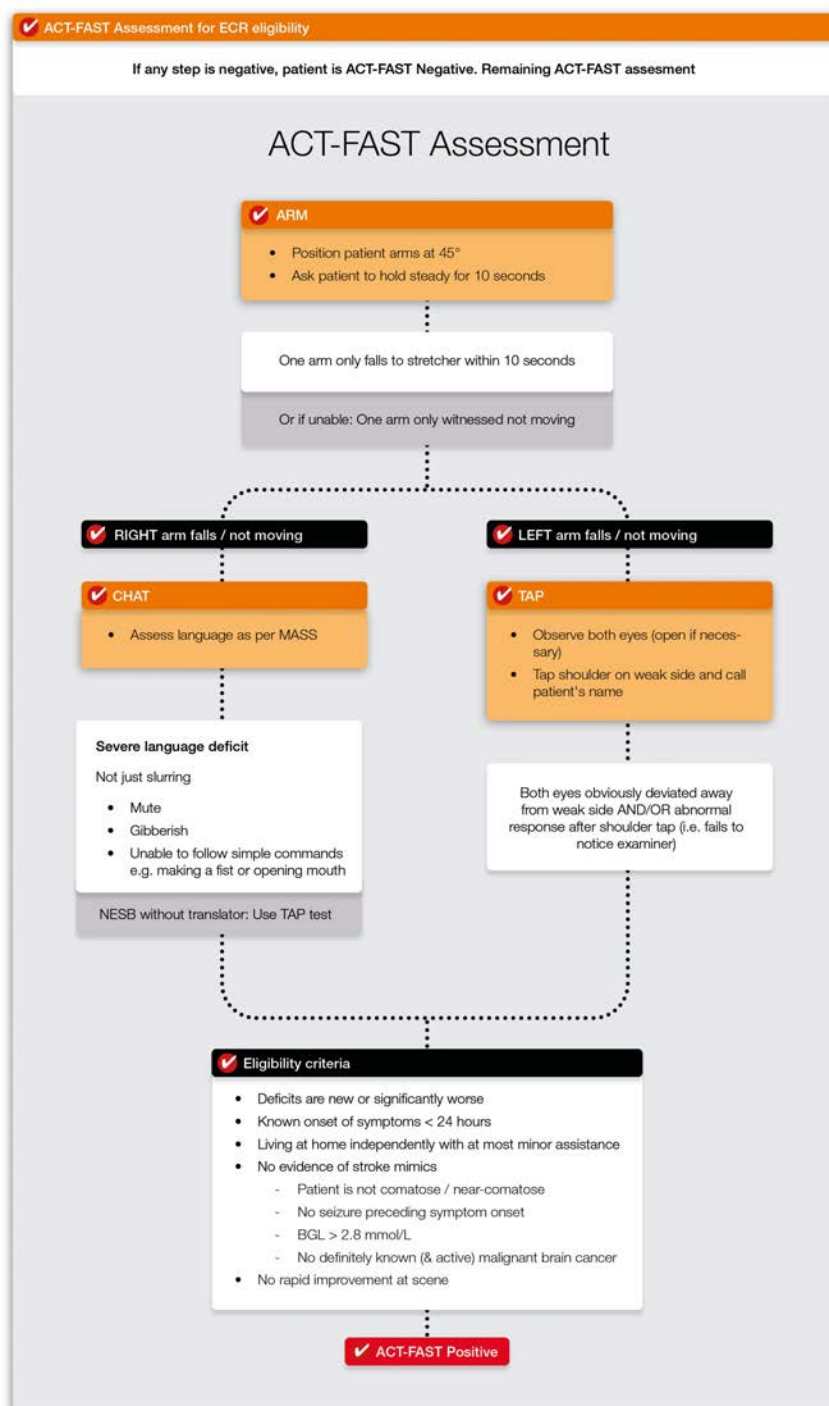 ACT-FAST Assessment for ECR eligibility
If any step is negative, patient is ACT-FAST Negative. Remaining ACT-FAST assesment
ACT-FAST Assessment
ARM
• Position patient arms at 45°
• Ask patient to hold steady for 10 seconds
One arm only falls to stretcher within 10 seconds
Or if unable: One arm only witnessed not moving
RIGHT arm falls / not moving
CHAT
• Assess language as per MASS
Severe language deficit
Not just slurring
• Mute
• Gibberish
• Unable to follow simple commands
e.g. making a fist or opening mouth
NESB without translator: Use TAP test
LEFT arm falls / not moving
TAP
• Observe both eyes (open if neces-
sary)
• Tap shoulder on weak side and call
patient's name
Both eyes obviously deviated away
from weak side AND/OR abnormal
response after shoulder tap (i.e. fails to
notice examiner)
Eligibility criteria
• Deficits are new or significantly worse
• Known onset of symptoms < 24 hours
• Living at home independently with at most minor assistance
• No evidence of stroke mimics
- Patient is not comatose / near-comatose
- No seizure preceding symptom onset
- BGL > 2.8 mmol/L
- No definitely known (& active) malignant brain cancer
• No rapid improvement at scene
ACT-FAST Positive